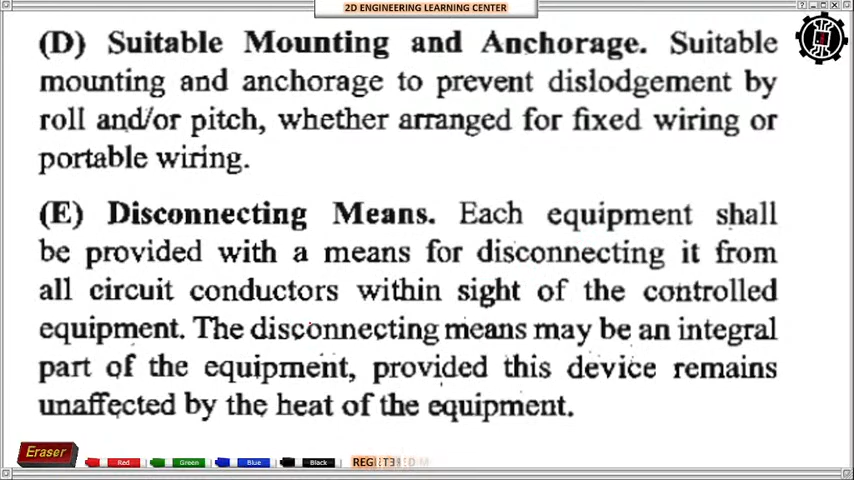 2D ENGINEERING LEARNING CENTER
(D) Suitable Mounting and Anchorage. Suitable
mounting and anchorage to prevent dislodgement by
roll and/or pitch, whether arranged for fixed wiring or
portable wiring.
(E) Disconnecting Means. Each equipment shall
be provided with a means for disconnecting it from
all circuit conductors within sight of the controlled
equipment. The disconnecting means may be an integral
part of the equipment, provided this device remains
unaffected by the heat of the equipment.
Eraser Red Green Blue Black